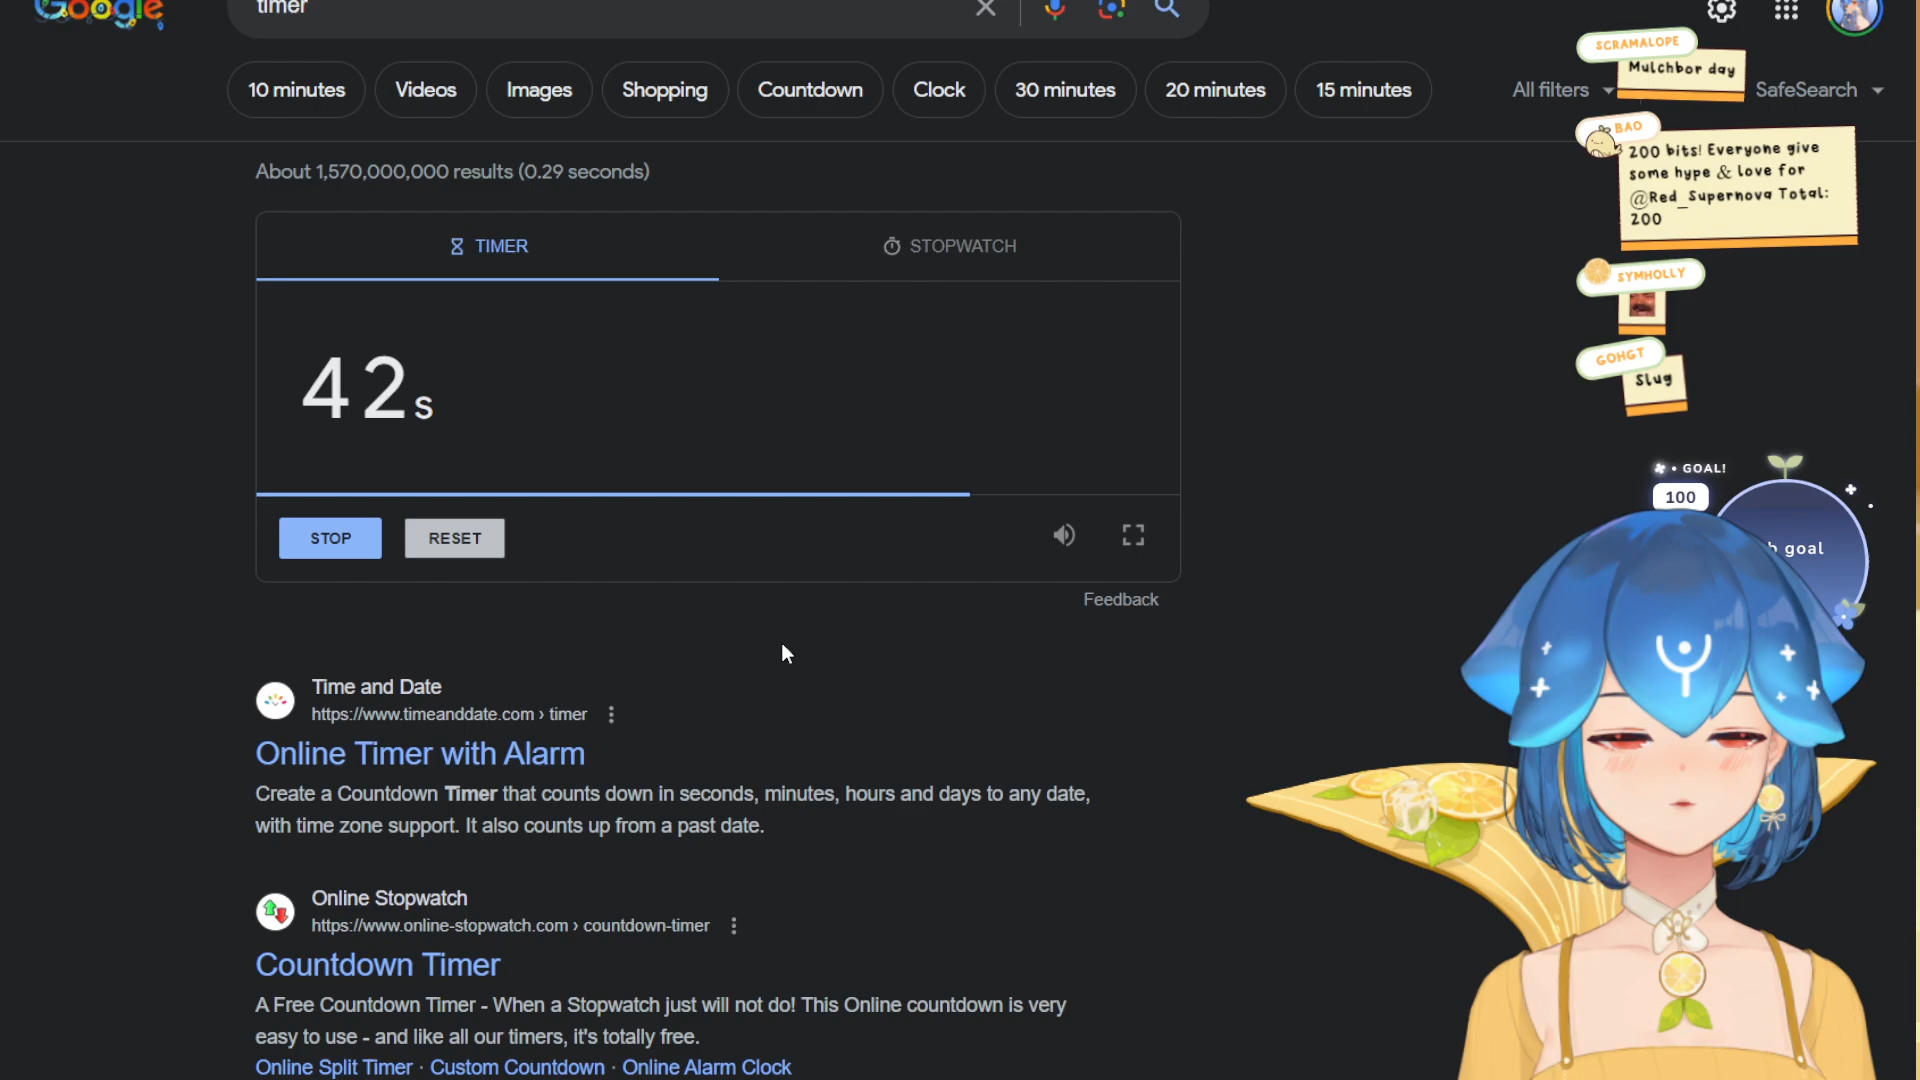 Google
timer
10 minutes
Videos
Images
Shopping
Countdown
Clock
30 minutes
20 minutes
15 minutes
All filters
SafeSearch
About 1,570,000,000 results (0.29 seconds)
TIMER
STOPWATCH
42s
STOP
RESET
Feedback
Time and Date
https://www.timeanddate.com › timer
Online Timer with Alarm
Create a Countdown Timer that counts down in seconds, minutes, hours and days to any date,
with time zone support. It also counts up from a past date.
Online Stopwatch
https://www.online-stopwatch.com › countdown-timer
Countdown Timer
A Free Countdown Timer - When a Stopwatch just will not do! This Online countdown is very
easy to use - and like all our timers, it's totally free.
Online Split Timer · Custom Countdown · Online Alarm Clock
SCRAMALOPE
Mulchbor day
BAO
200 bits! Everyone give
some hype & love for
@Red_Supernova Total:
200
SYMHOLLY
GOHGT
Slug
• GOAL!
100
goal